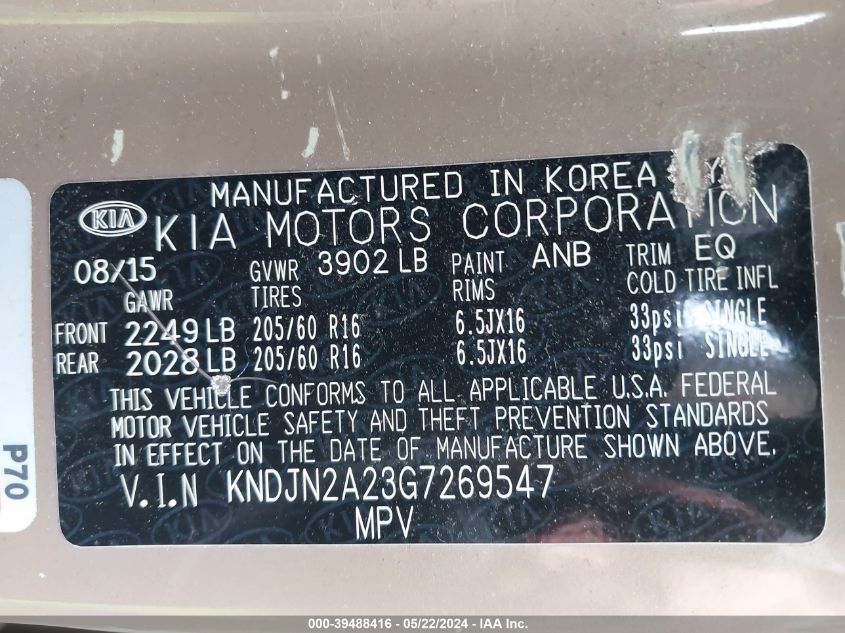 MANUFACTURED IN KOREA BY
KIA KIA MOTORS CORPORATION
08/15 GVWR 3902 LB PAINT ANB TRIM EQ
GAWR TIRES RIMS COLD TIRE INFL
FRONT 2249 LB 205/60 R16 6.5JX16 33psi SINGLE
REAR 2028 LB 205/60 R16 6.5JX16 33psi SINGLE
THIS VEHICLE CONFORMS TO ALL APPLICABLE U.S.A. FEDERAL
MOTOR VEHICLE SAFETY AND THEFT PREVENTION STANDARDS
IN EFFECT ON THE DATE OF MANUFACTURE SHOWN ABOVE.
V.I.N KNDJN2A23G7269547
MPV
P70
000-39488416 - 05/22/2024 - IAA Inc.